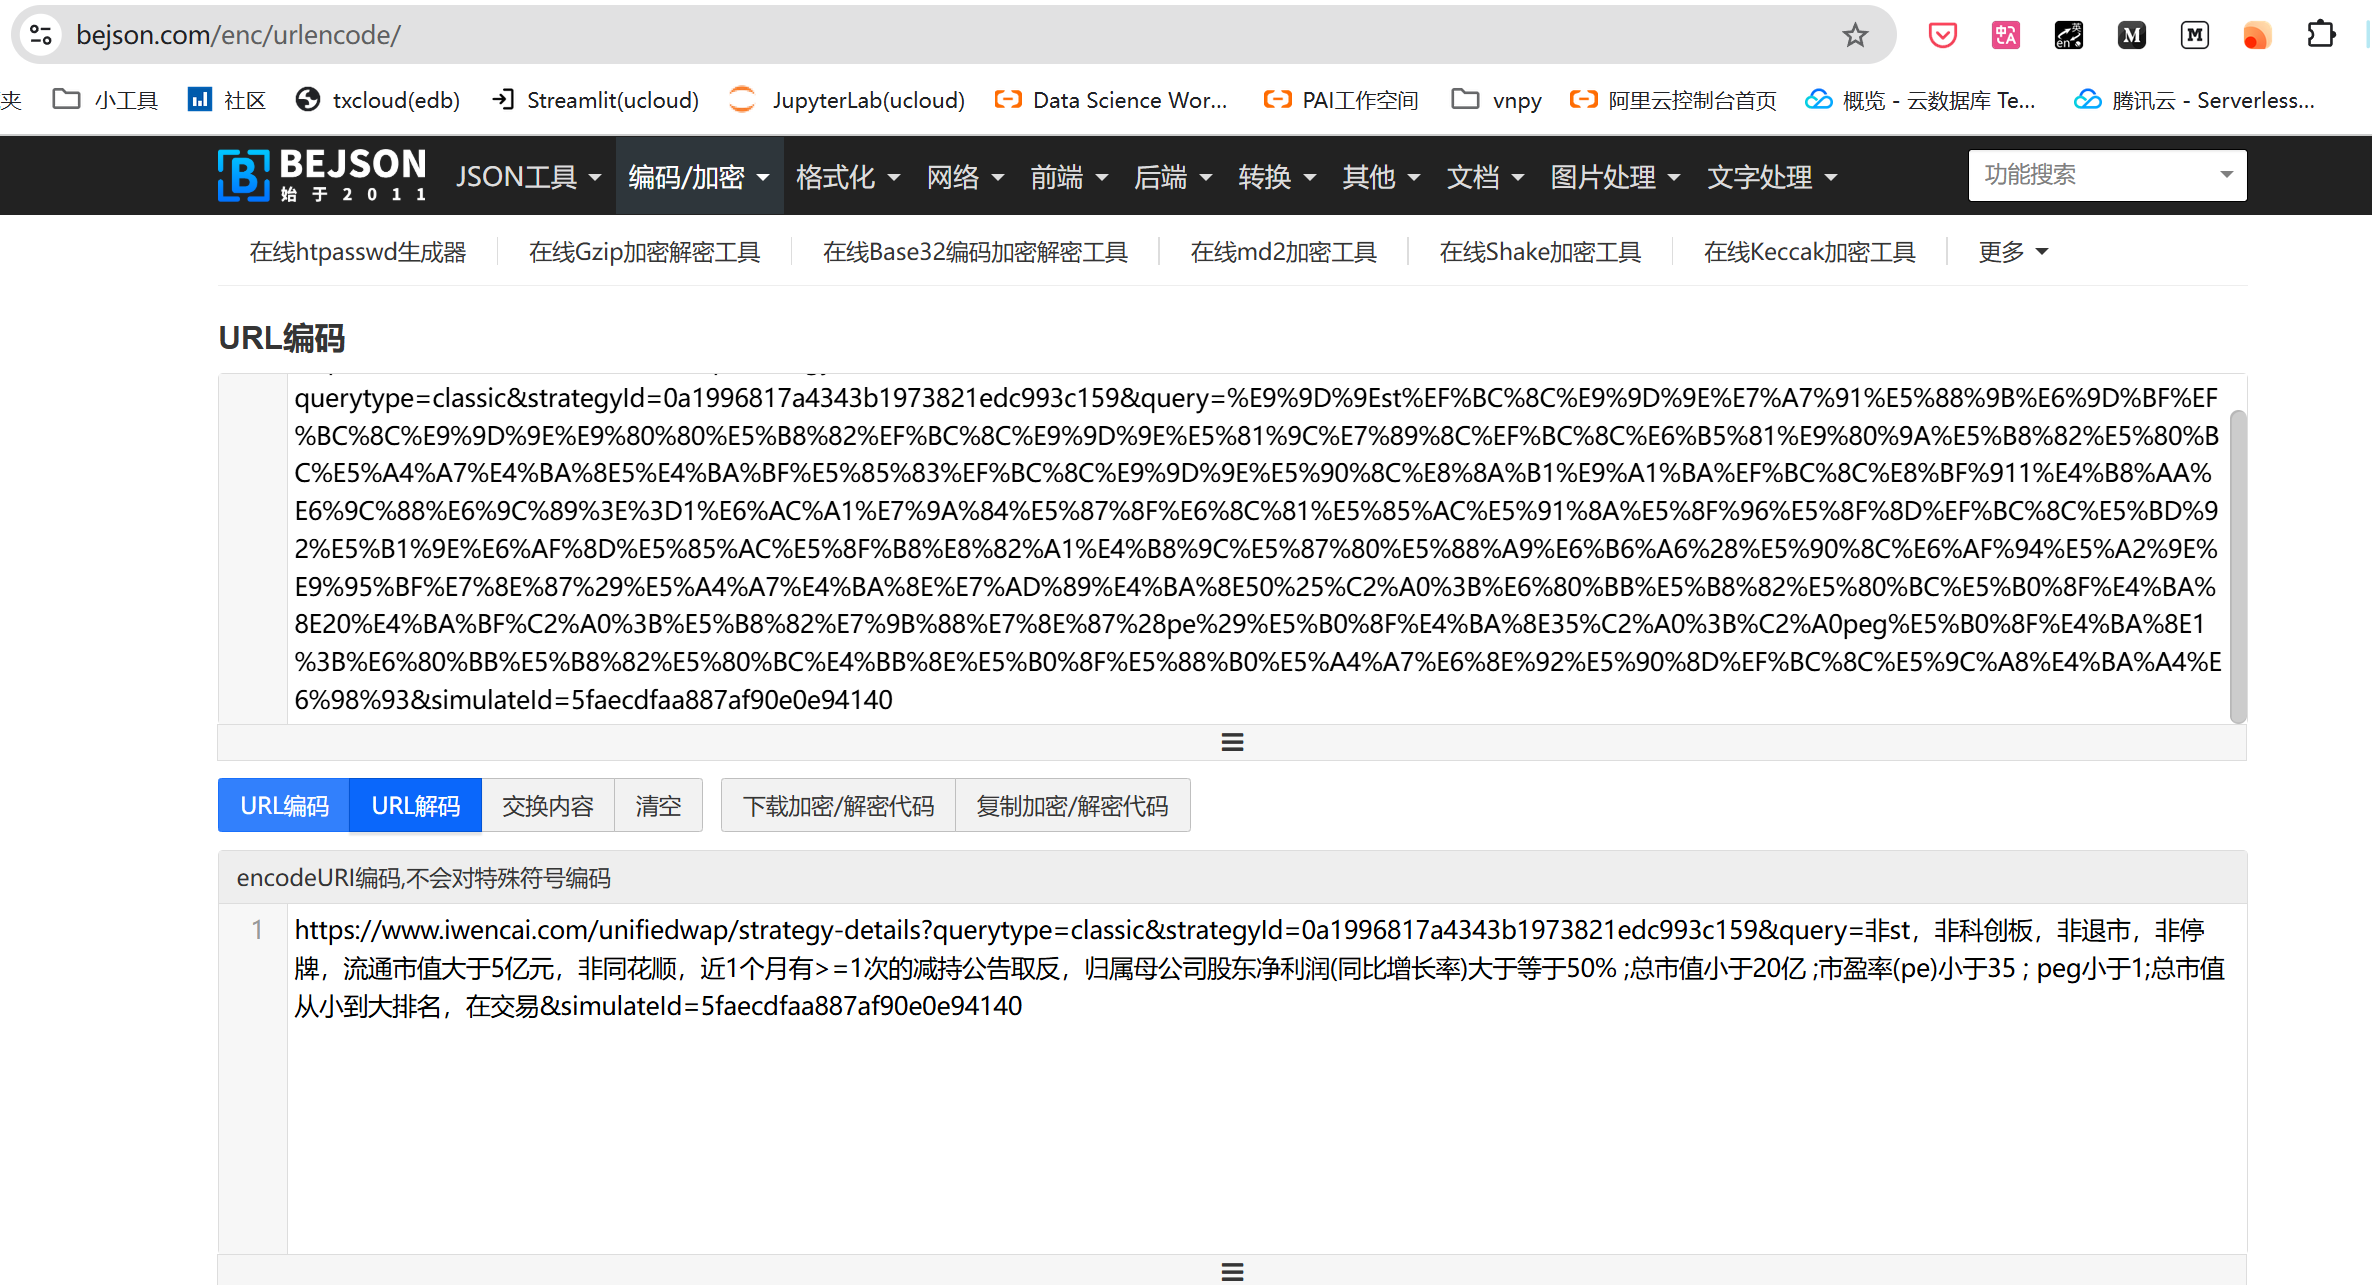 bejson.com/enc/urlencode/
夹 小工具 社区 txcloud(edb) Streamlit(ucloud) JupyterLab(ucloud) Data Science Wor... PAI工作空间 vnpy 阿里云控制台首页 概览 - 云数据库 Te... 腾讯云 - Serverless...
BEJSON
始于2011
JSON工具 编码/加密 格式化 网络 前端 后端 转换 其他 文档 图片处理 文字处理 功能搜索
在线htpasswd生成器 在线Gzip加密解密工具 在线Base32编码加密解密工具 在线md2加密工具 在线Shake加密工具 在线Keccak加密工具 更多
URL编码
querytype=classic&strategyId=0a1996817a4343b1973821edc993c159&query=%E9%9D%9Est%EF%BC%8C%E9%9D%9E%E7%A7%91%E5%88%9B%E6%9D%BF%EF
%BC%8C%E9%9D%9E%E9%80%80%E5%B8%82%EF%BC%8C%E9%9D%9E%E5%81%9C%E7%89%8C%EF%BC%8C%E6%B5%81%E9%80%9A%E5%B8%82%E5%80%B
C%E5%A4%A7%E4%BA%8E5%E4%BA%BF%E5%85%83%EF%BC%8C%E9%9D%9E%E5%90%8C%E8%8A%B1%E9%A1%BA%EF%BC%8C%E8%BF%911%E4%B8%AA%
E6%9C%88%E6%9C%89%3E%3D1%E6%AC%A1%E7%9A%84%E5%87%8F%E6%8C%81%E5%85%AC%E5%91%8A%E5%8F%96%E5%8F%8D%EF%BC%8C%E5%BD%9
2%E5%B1%9E%E6%AF%8D%E5%85%AC%E5%8F%B8%E8%82%A1%E4%B8%9C%E5%87%80%E5%88%A9%E6%B6%A6%28%E5%90%8C%E6%AF%94%E5%A2%9E%
E9%95%BF%E7%8E%87%29%E5%A4%A7%E4%BA%8E%E7%AD%89%E4%BA%8E50%25%C2%A0%3B%E6%80%BB%E5%B8%82%E5%80%BC%E5%B0%8F%E4%BA%
8E20%E4%BA%BF%C2%A0%3B%E5%B8%82%E7%9B%88%E7%8E%87%28pe%29%E5%B0%8F%E4%BA%8E35%C2%A0%3B%C2%A0peg%E5%B0%8F%E4%BA%8E1
%3B%E6%80%BB%E5%B8%82%E5%80%BC%E4%BB%8E%E5%B0%8F%E5%88%B0%E5%A4%A7%E6%8E%92%E5%90%8D%EF%BC%8C%E5%9C%A8%E4%BA%A4%E
6%98%93&simulateId=5faecdfaa887af90e0e94140
URL编码 URL解码 交换内容 清空 下载加密/解密代码 复制加密/解密代码
encodeURI编码,不会对特殊符号编码
1 https://www.iwencai.com/unifiedwap/strategy-details?querytype=classic&strategyId=0a1996817a4343b1973821edc993c159&query=非st，非科创板，非退市，非停
牌，流通市值大于5亿元，非同花顺，近1个月有>=1次的减持公告取反，归属母公司股东净利润(同比增长率)大于等于50% ;总市值小于20亿 ;市盈率(pe)小于35 ; peg小于1;总市值
从小到大排名，在交易&simulateId=5faecdfaa887af90e0e94140